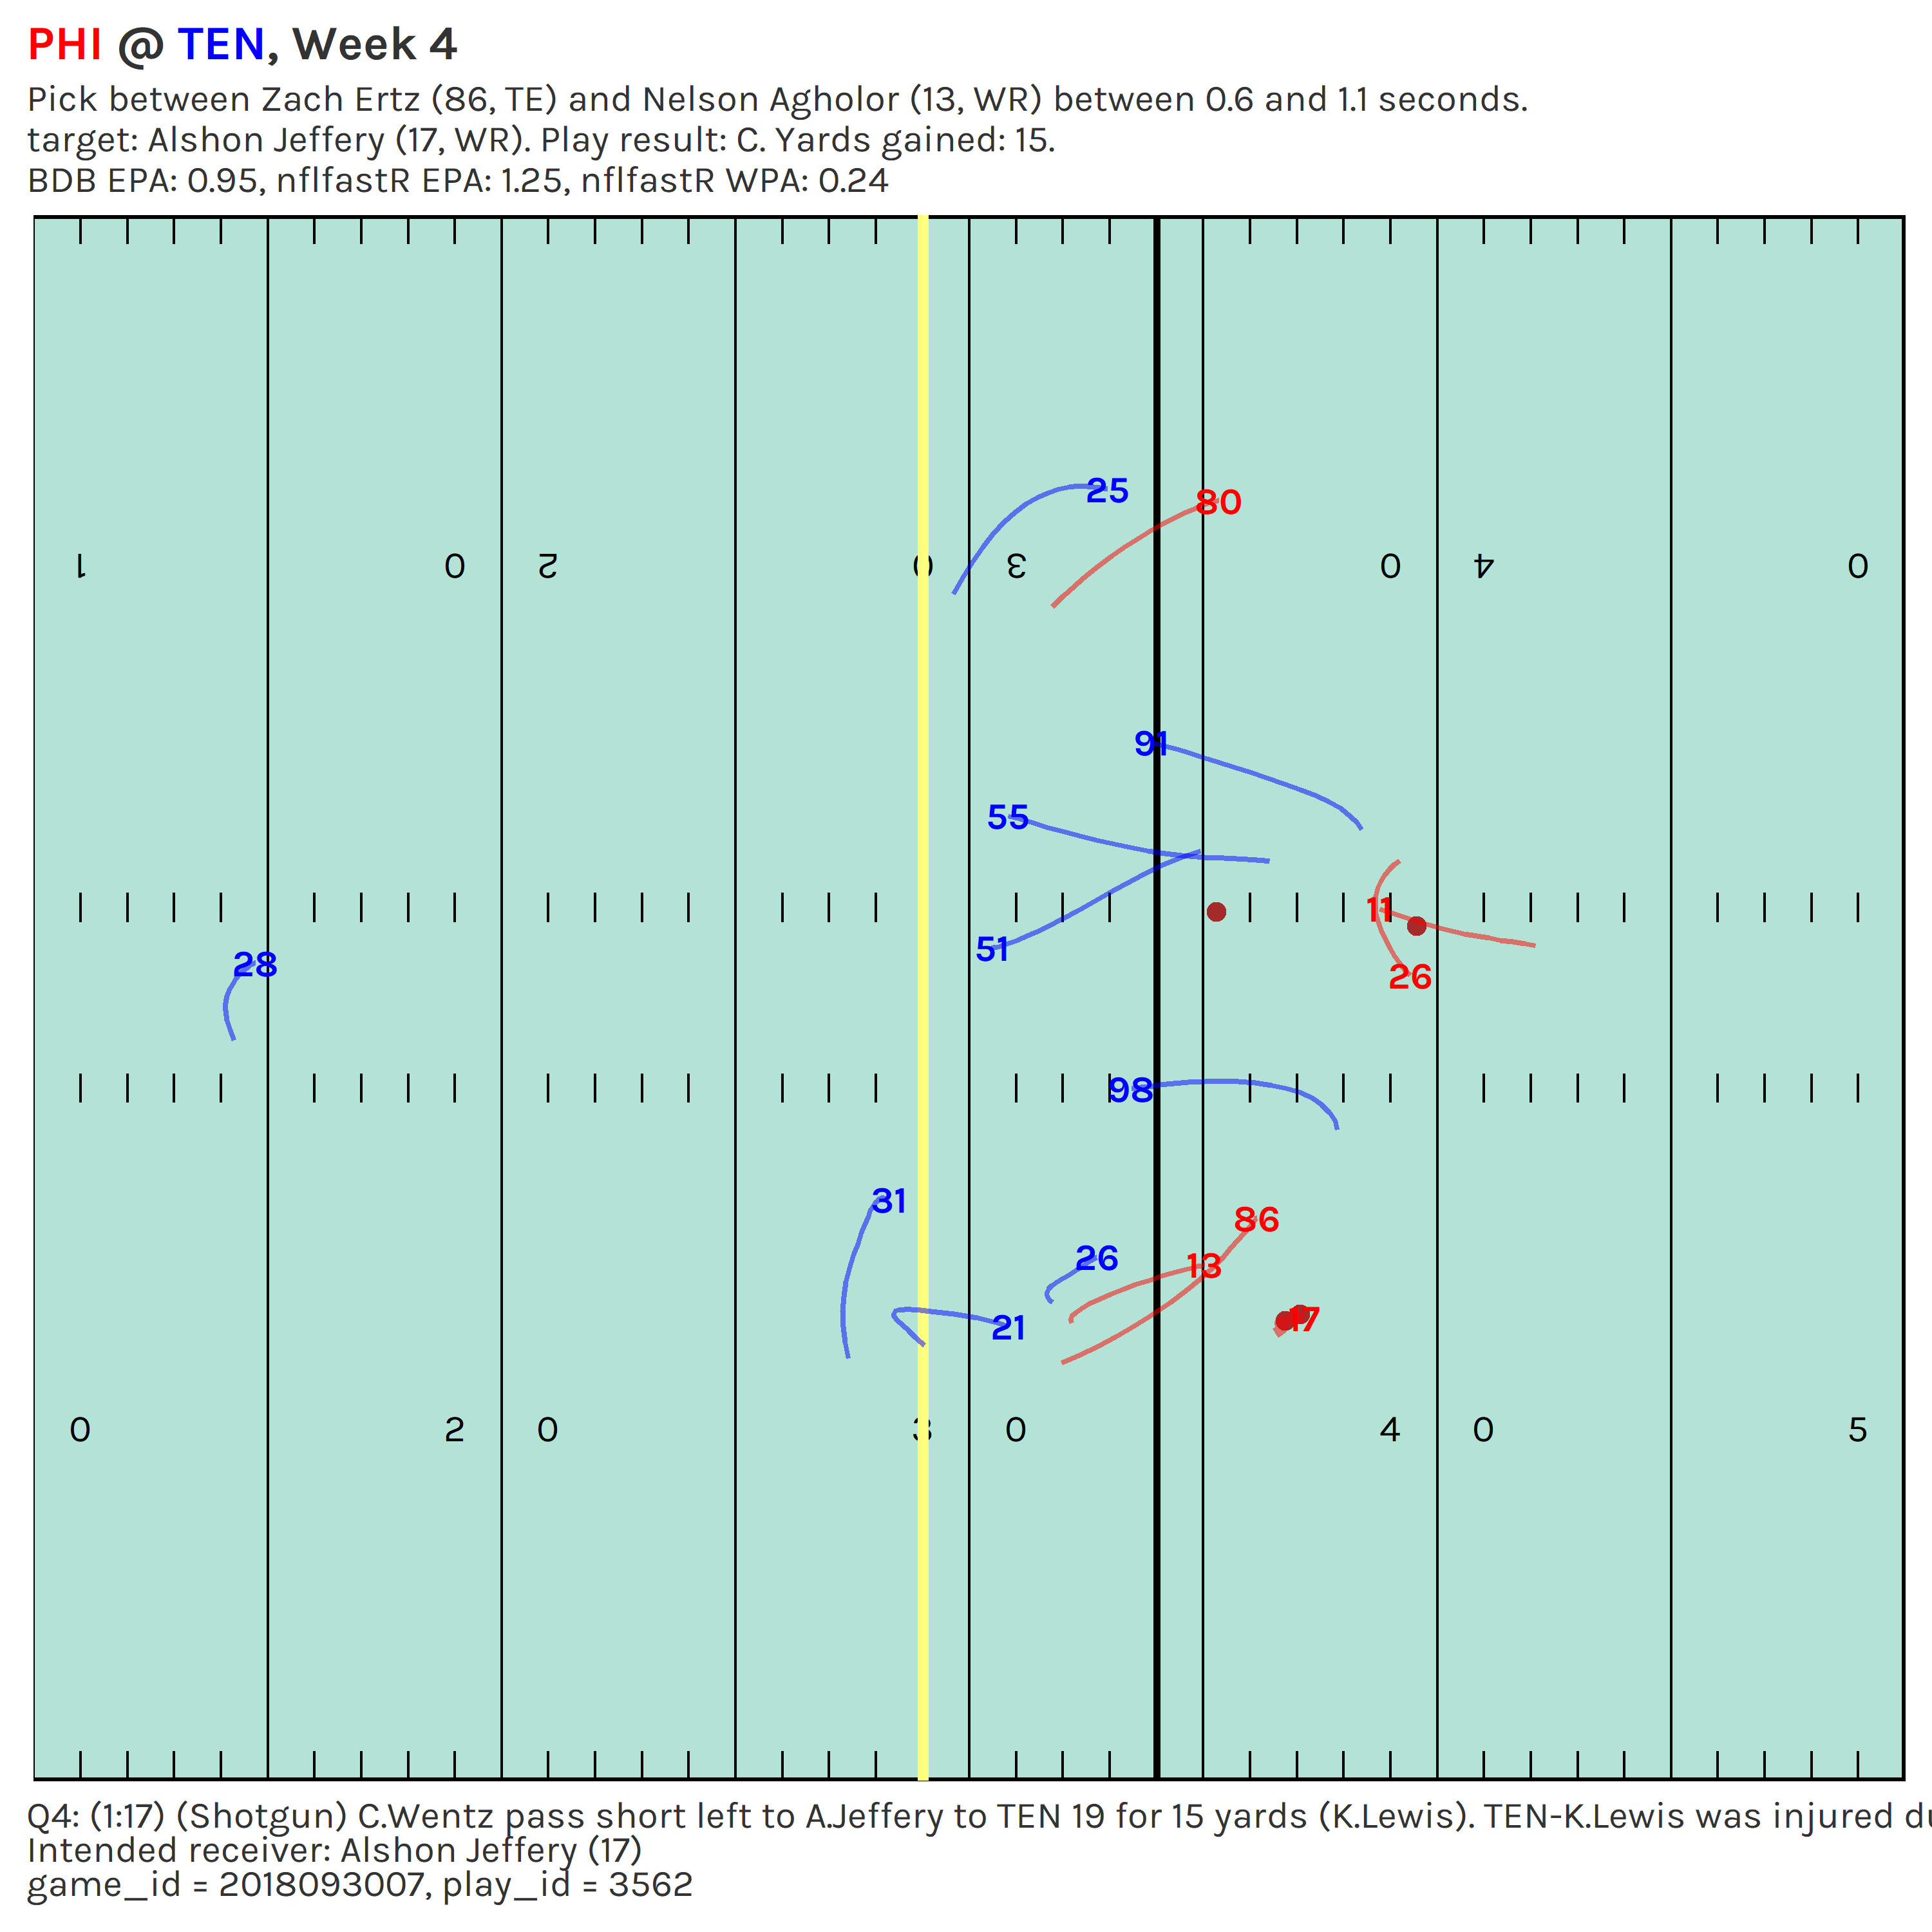 PHI @ TEN, Week 4
Pick between Zach Ertz (86, TE) and Nelson Agholor (13, WR) between 0.6 and 1.1 seconds.
target: Alshon Jeffery (17, WR). Play result: C. Yards gained: 15.
BDB EPA: 0.95, nflfastR EPA: 1.25, nflfastR WPA: 0.24
25
80
1 0 2 0 3 0 4 0
91
55
11
51
28
26
98
31
86
26
13
21
17
0 2 0 3 0 4 0 5
Q4: (1:17) (Shotgun) C.Wentz pass short left to A.Jeffery to TEN 19 for 15 yards (K.Lewis). TEN-K.Lewis was injured
Intended receiver: Alshon Jeffery (17)
game_id = 2018093007, play_id = 3562